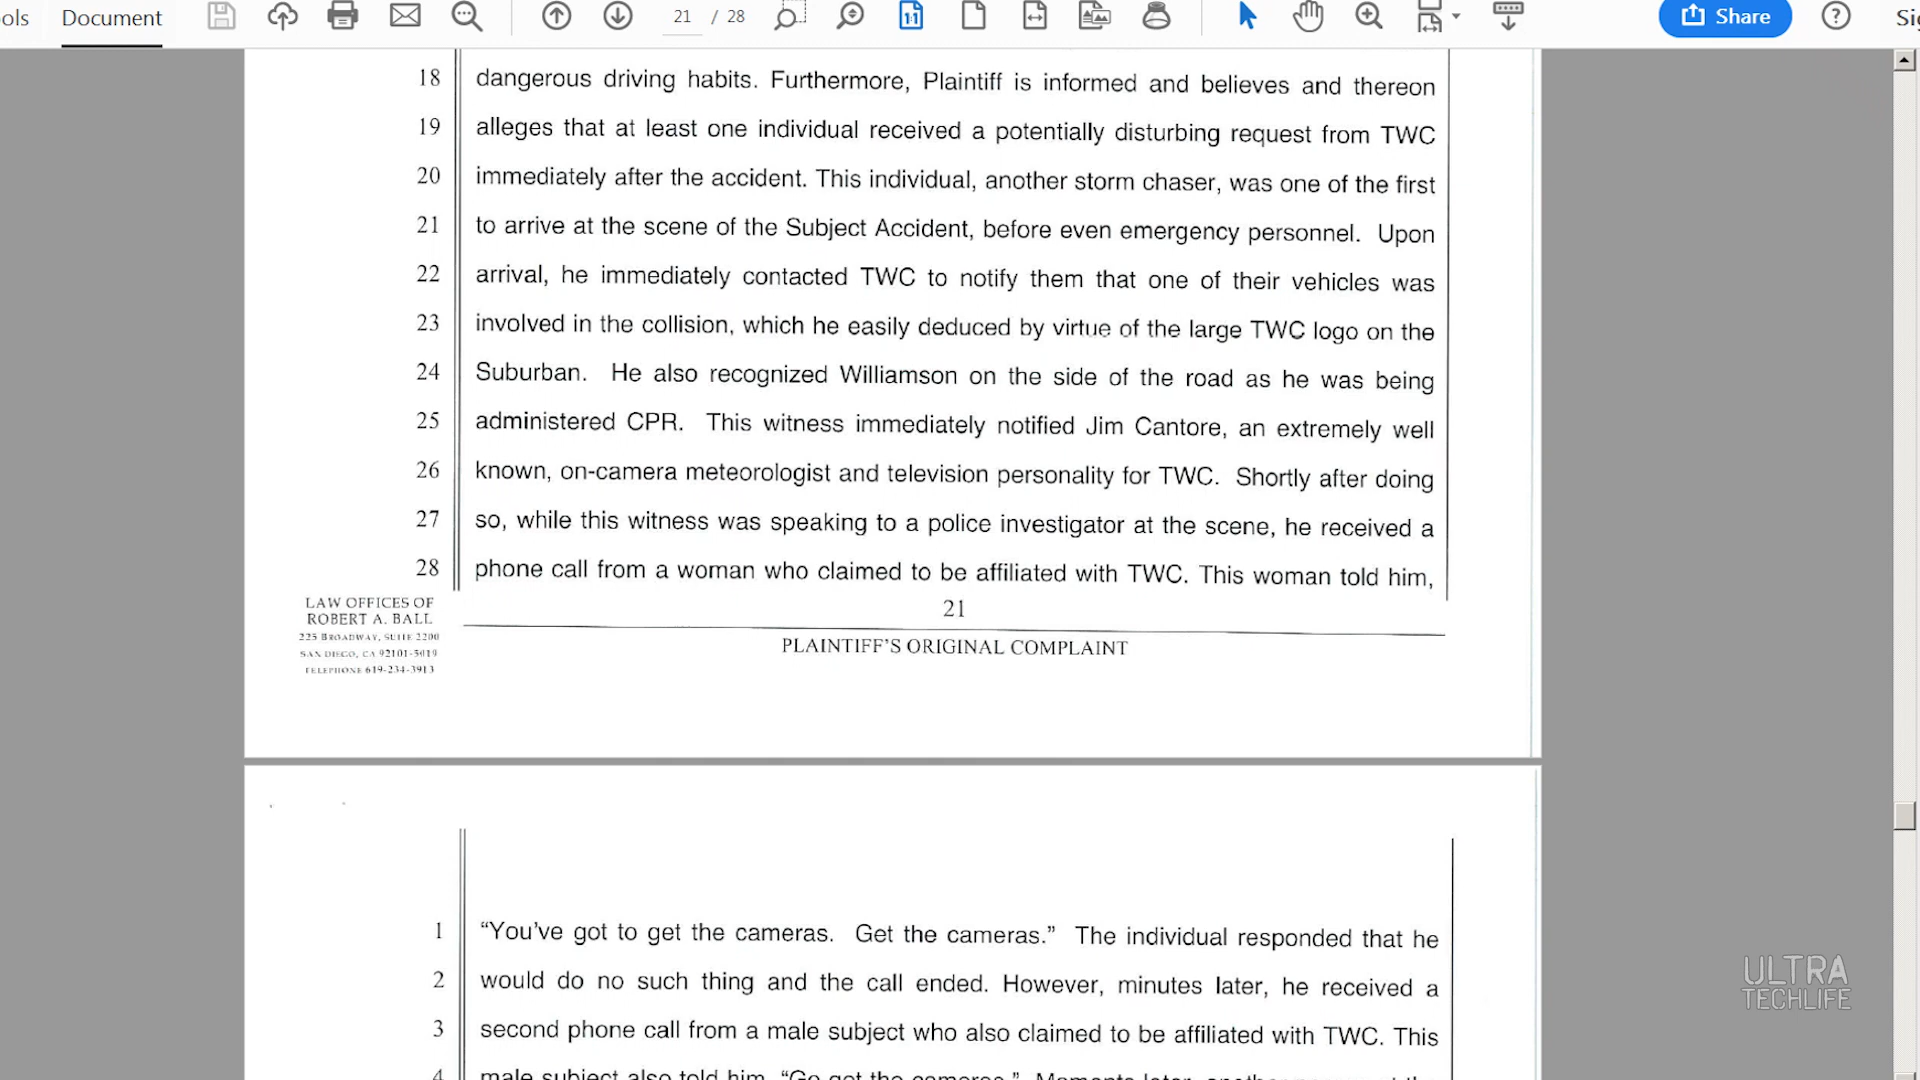 ols
Document
21 / 28
Share
Sig
18 dangerous driving habits. Furthermore, Plaintiff is informed and believes and thereon
19 alleges that at least one individual received a potentially disturbing request from TWC
20 immediately after the accident. This individual, another storm chaser, was one of the first
21 to arrive at the scene of the Subject Accident, before even emergency personnel. Upon
22 arrival, he immediately contacted TWC to notify them that one of their vehicles was
23 involved in the collision, which he easily deduced by virtue of the large TWC logo on the
24 Suburban. He also recognized Williamson on the side of the road as he was being
25 administered CPR. This witness immediately notified Jim Cantore, an extremely well
26 known, on-camera meteorologist and television personality for TWC. Shortly after doing
27 so, while this witness was speaking to a police investigator at the scene, he received a
28 phone call from a woman who claimed to be affiliated with TWC. This woman told him,
LAW OFFICES OF
ROBERT A. BALL
225 BROADWAY, SUITE 2200
SAN DIEGO, CA 92101-5019
TELEPHONE 619-234-3913
21
PLAINTIFF'S ORIGINAL COMPLAINT
1 “You've got to get the cameras. Get the cameras.” The individual responded that he
2 would do no such thing and the call ended. However, minutes later, he received a
3 second phone call from a male subject who also claimed to be affiliated with TWC. This
4 male subject also told him, “Go get the cameras.” Moments later, another person at the
ULTRA
TECHLIFE